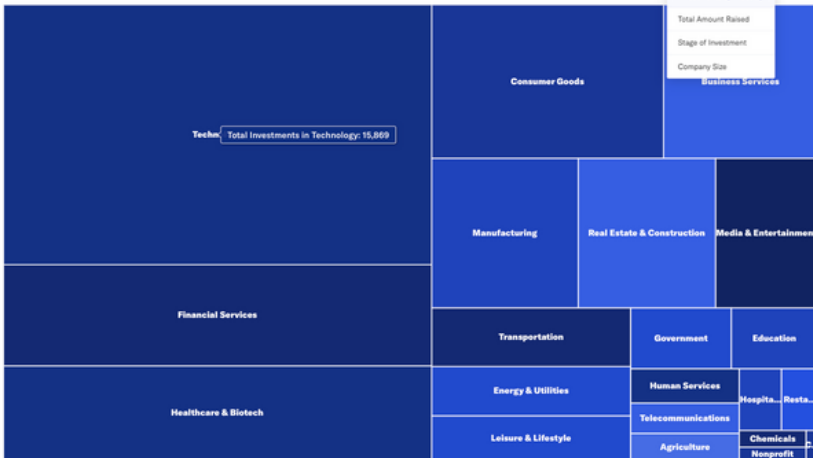 Total Amount Raised
Stage of Investment
Company Size
Consumer Goods
Business Services
Techn
Total Investments in Technology: 15,869
Manufacturing
Real Estate & Construction
Media & Entertainmen
Financial Services
Transportation
Government
Education
Healthcare & Biotech
Energy & Utilities
Human Services
Hospita...
Resta...
Telecommunications
Leisure & Lifestyle
Agriculture
Chemicals
Nonprofit
C...